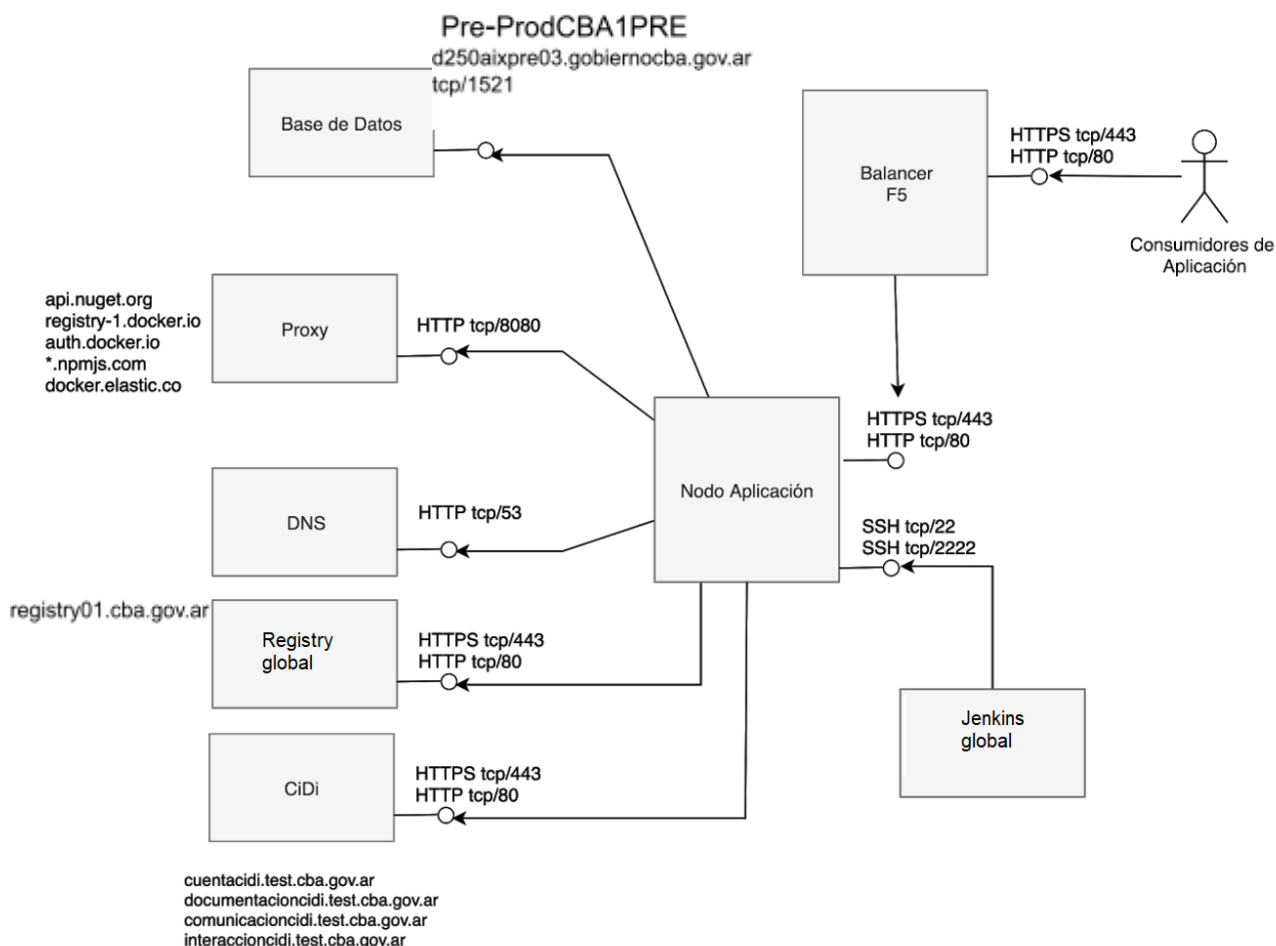 Pre-ProdCBA1PRE
d250aixpre03.gobiernocba.gov.ar
tcp/1521
Base de Datos
Balancer
F5
HTTPS tcp/443
HTTP tcp/80
Consumidores de
Aplicación
api.nuget.org
registry-1.docker.io
auth.docker.io
*.npmjs.com
docker.elastic.co
Proxy
HTTP tcp/8080
HTTPS tcp/443
HTTP tcp/80
Nodo Aplicación
DNS
HTTP tcp/53
SSH tcp/22
SSH tcp/2222
registry01.cba.gov.ar
Registry
global
HTTPS tcp/443
HTTP tcp/80
Jenkins
global
CiDi
HTTPS tcp/443
HTTP tcp/80
cuentacidi.test.cba.gov.ar
documentacioncidi.test.cba.gov.ar
comunicacioncidi.test.cba.gov.ar
interaccioncidi.test.cba.gov.ar